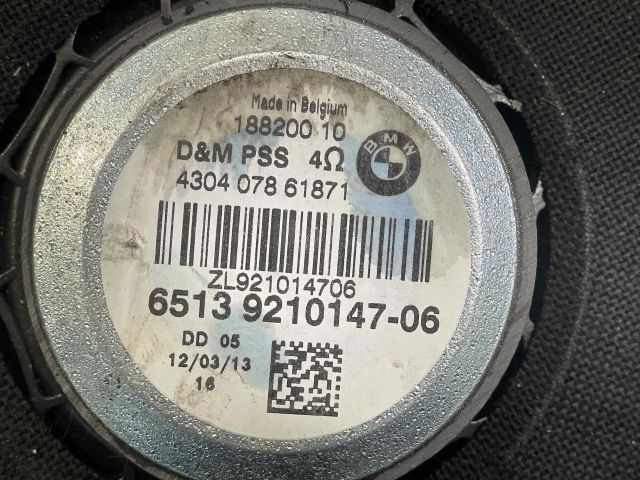 Made in Belgium
188200 10
D&M PSS 4Ω
BMW
4304 078 61871
ZL921014706
6513 9210147-06
DD 05
12/03/13
16